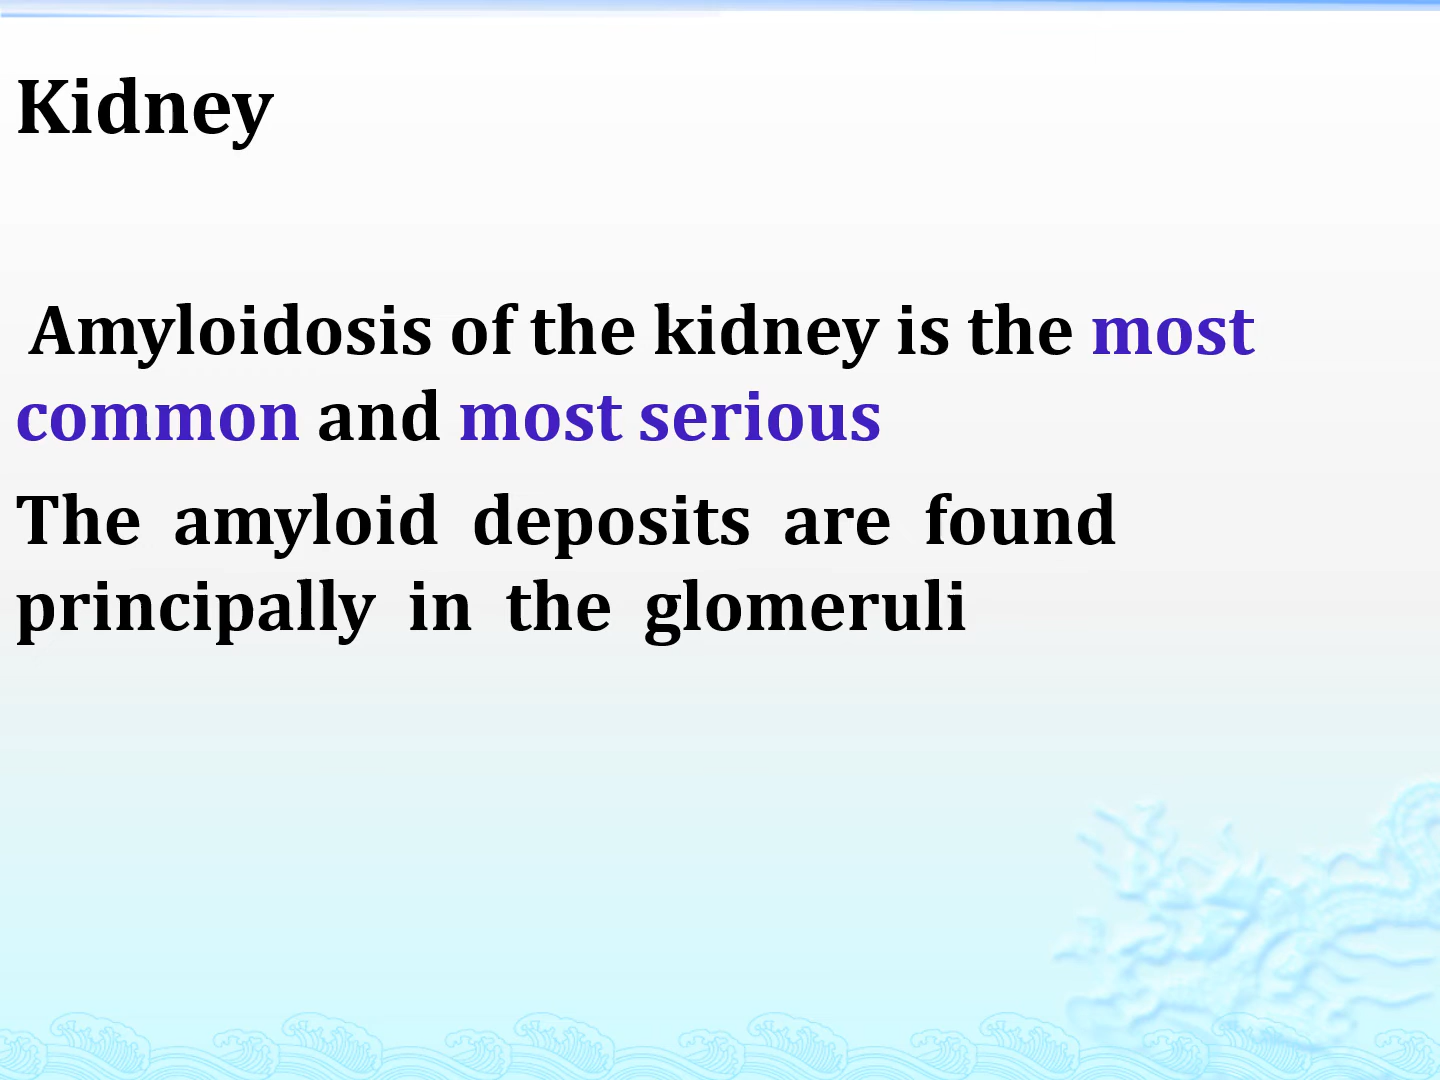 Kidney
Amyloidosis of the kidney is the most
common and most serious
The amyloid deposits are found
principally in the glomeruli